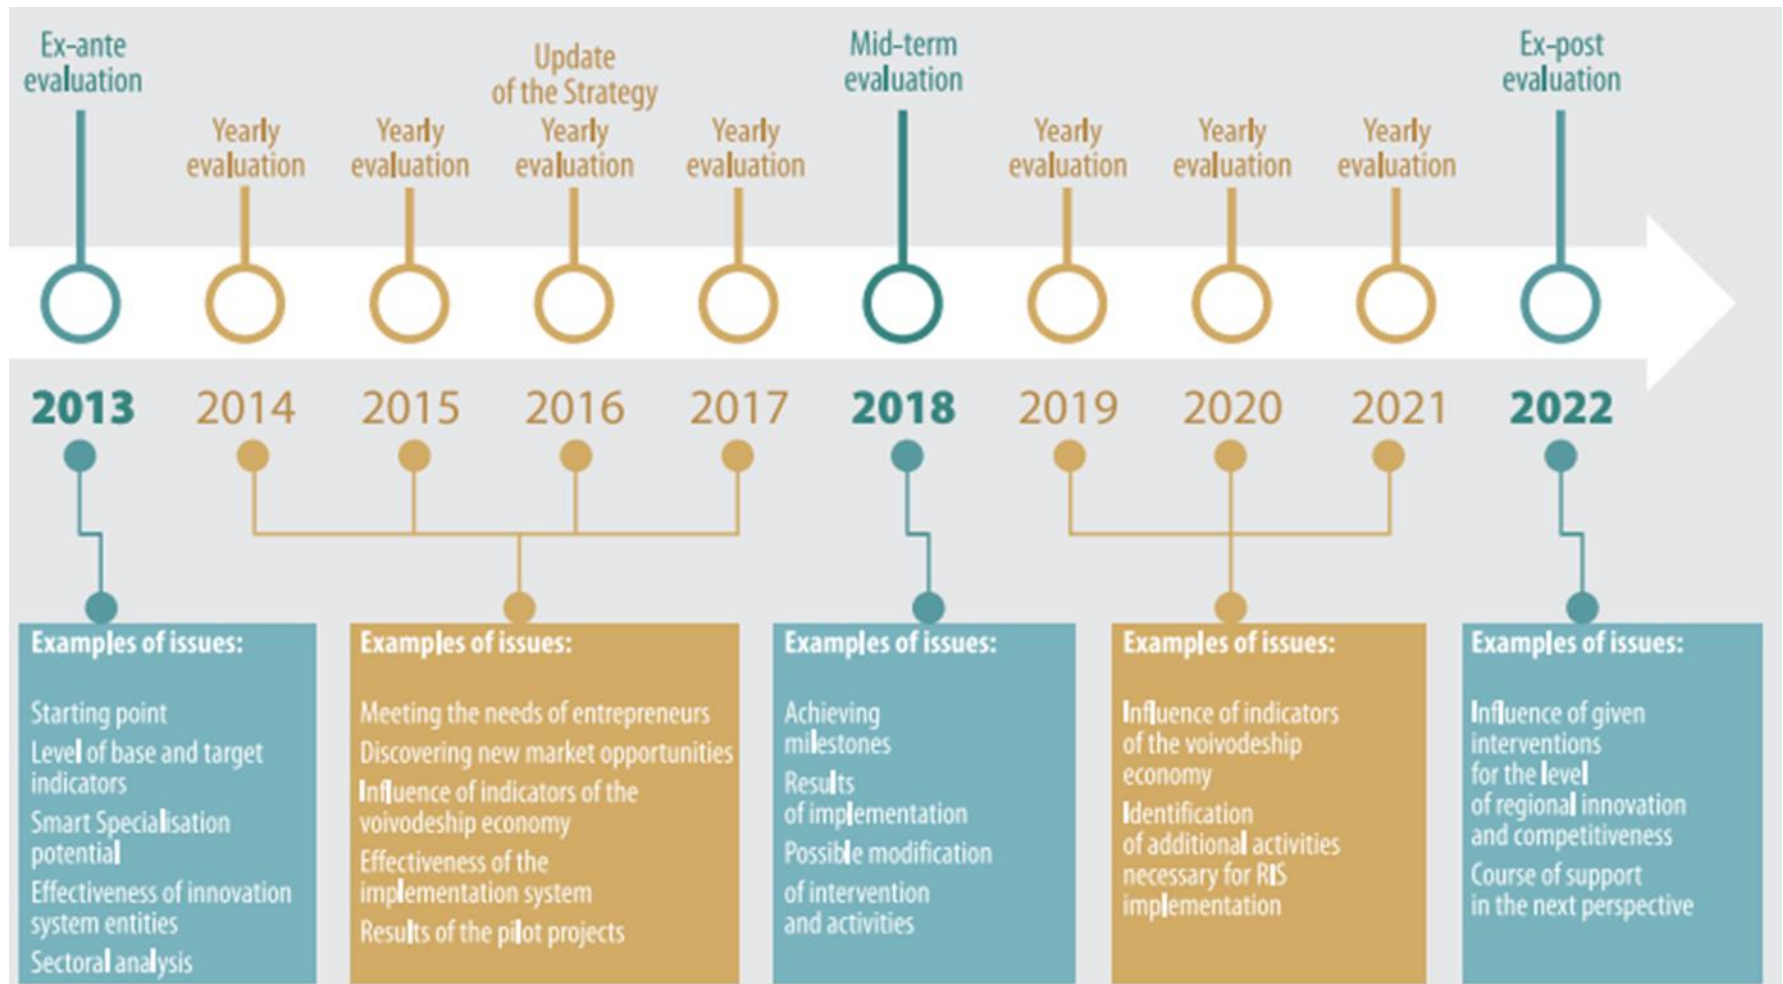 Ex-ante
evaluation
Yearly
evaluation
Yearly
evaluation
Update
of the Strategy
Yearly
evaluation
Yearly
evaluation
Mid-term
evaluation
Yearly
evaluation
Yearly
evaluation
Yearly
evaluation
Ex-post
evaluation
2013
2014
2015
2016
2017
2018
2019
2020
2021
2022
Examples of issues:
Starting point
Level of base and target
indicators
Smart Specialisation
potential
Effectiveness of innovation
system entities
Sectoral analysis
Examples of issues:
Meeting the needs of entrepreneurs
Discovering new market opportunities
Influence of indicators of the
voivodeship economy
Effectiveness of the
implementation system
Results of the pilot projects
Examples of issues:
Achieving
milestones
Results
of implementation
Possible modification
of intervention
and activities
Examples of issues:
Influence of indicators
of the voivodeship
economy
Identification
of additional activities
necessary for RIS
implementation
Examples of issues:
Influence of given
interventions
for the level
of regional innovation
and competitiveness
Course of support
in the next perspective